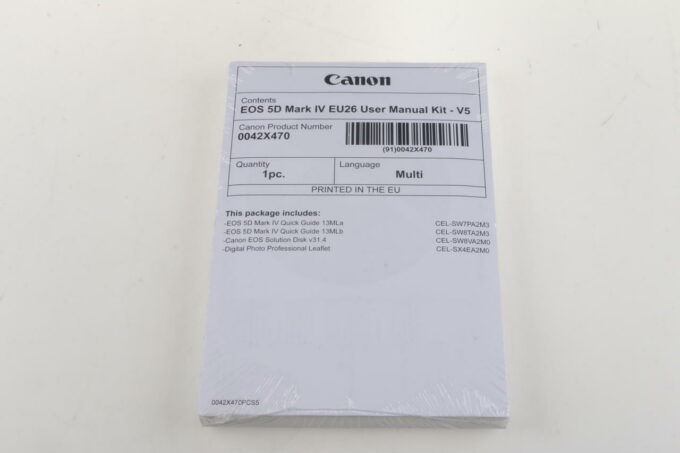 Canon
Contents
EOS 5D Mark IV EU26 User Manual Kit - V5
Canon Product Number
0042X470
(91)0042X470
Quantity
1pc.
Language
Multi
PRINTED IN THE EU
This package includes:
-EOS 5D Mark IV Quick Guide 13MLa CEL-SW7PA2M3
-EOS 5D Mark IV Quick Guide 13MLb CEL-SW8TA2M3
-Canon EOS Solution Disk v31.4 CEL-SW8VA2M0
-Digital Photo Professional Leaflet CEL-SX4EA2M0
0042X470PCS5